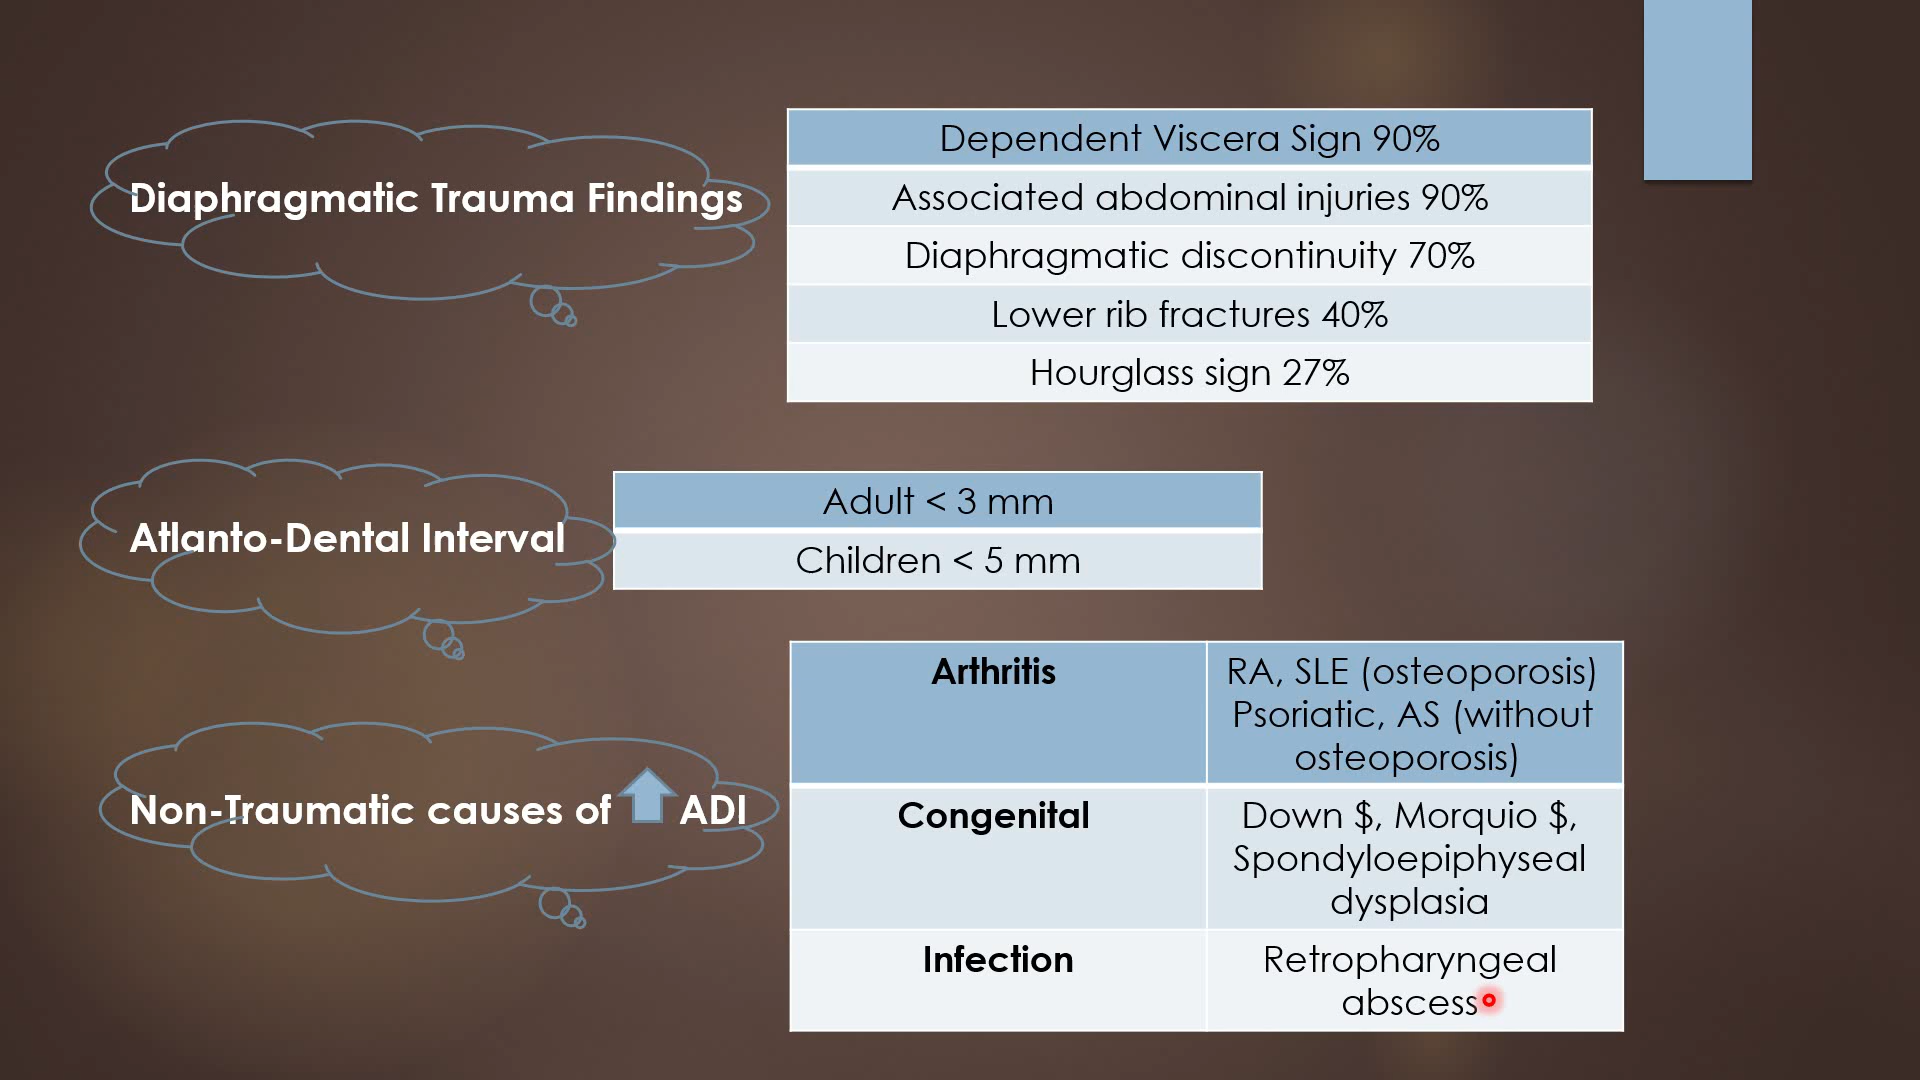 Diaphragmatic Trauma Findings
Dependent Viscera Sign 90%
Associated abdominal injuries 90%
Diaphragmatic discontinuity 70%
Lower rib fractures 40%
Hourglass sign 27%
Atlanto-Dental Interval
Adult < 3 mm
Children < 5 mm
Non-Traumatic causes of ADI
Arthritis
RA, SLE (osteoporosis)
Psoriatic, AS (without
osteoporosis)
Congenital
Down $, Morquio $,
Spondyloepiphyseal
dysplasia
Infection
Retropharyngeal
abscess